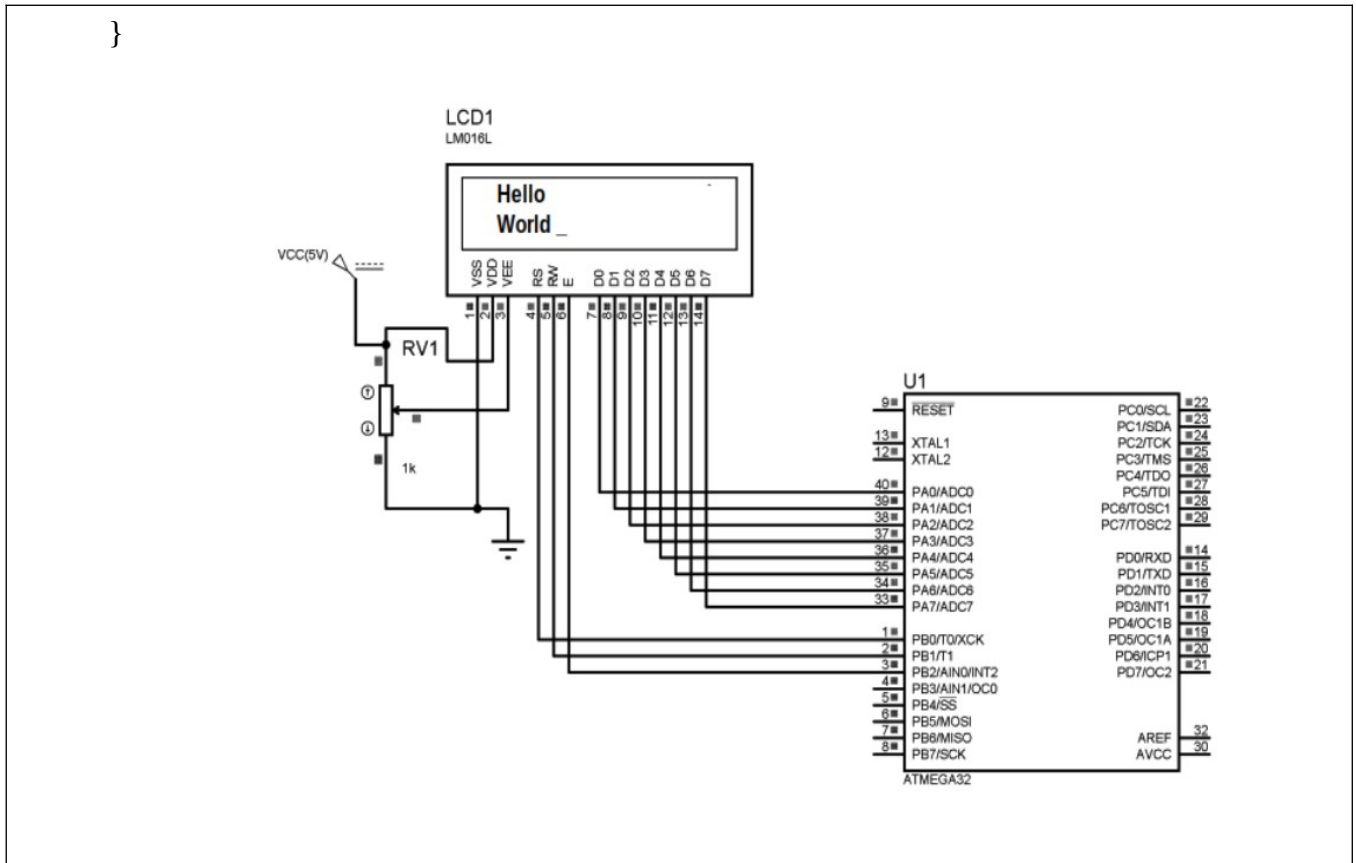 }
LCD1
LM016L
Hello
World _
VCC(5V)
VSS
VDD
VEE
RS
RW
E
D0
D1
D2
D3
D4
D5
D6
D7
1
2
3
4
5
6
7
8
9
10
11
12
13
14
RV1
1k
U1
9 RESET PC0/SCL 22
PC1/SDA 23
13 XTAL1 PC2/TCK 24
12 XTAL2 PC3/TMS 25
PC4/TDO 26
40 PA0/ADC0 PC5/TDI 27
39 PA1/ADC1 PC6/TOSC1 28
38 PA2/ADC2 PC7/TOSC2 29
37 PA3/ADC3
36 PA4/ADC4 PD0/RXD 14
35 PA5/ADC5 PD1/TXD 15
34 PA6/ADC6 PD2/INT0 16
33 PA7/ADC7 PD3/INT1 17
PD4/OC1B 18
1 PB0/T0/XCK PD5/OC1A 19
2 PB1/T1 PD6/ICP1 20
3 PB2/AIN0/INT2 PD7/OC2 21
4 PB3/AIN1/OC0
5 PB4/SS
6 PB5/MOSI
7 PB6/MISO AREF 32
8 PB7/SCK AVCC 30
ATMEGA32